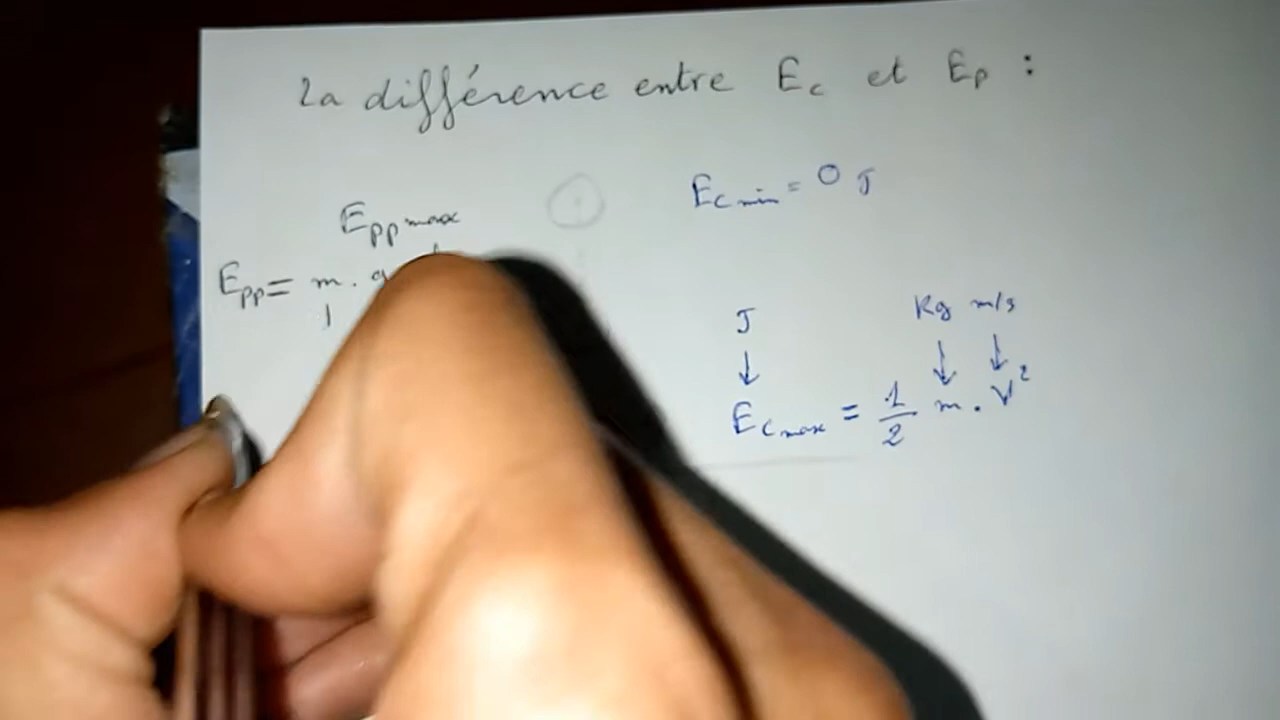 La différence entre Ec et Ep :
Ec min = 0 J
Epp max
Epp = m . g
J
Kg m/s
↓
↓ ↓
Ec max = 1/2 m . V²